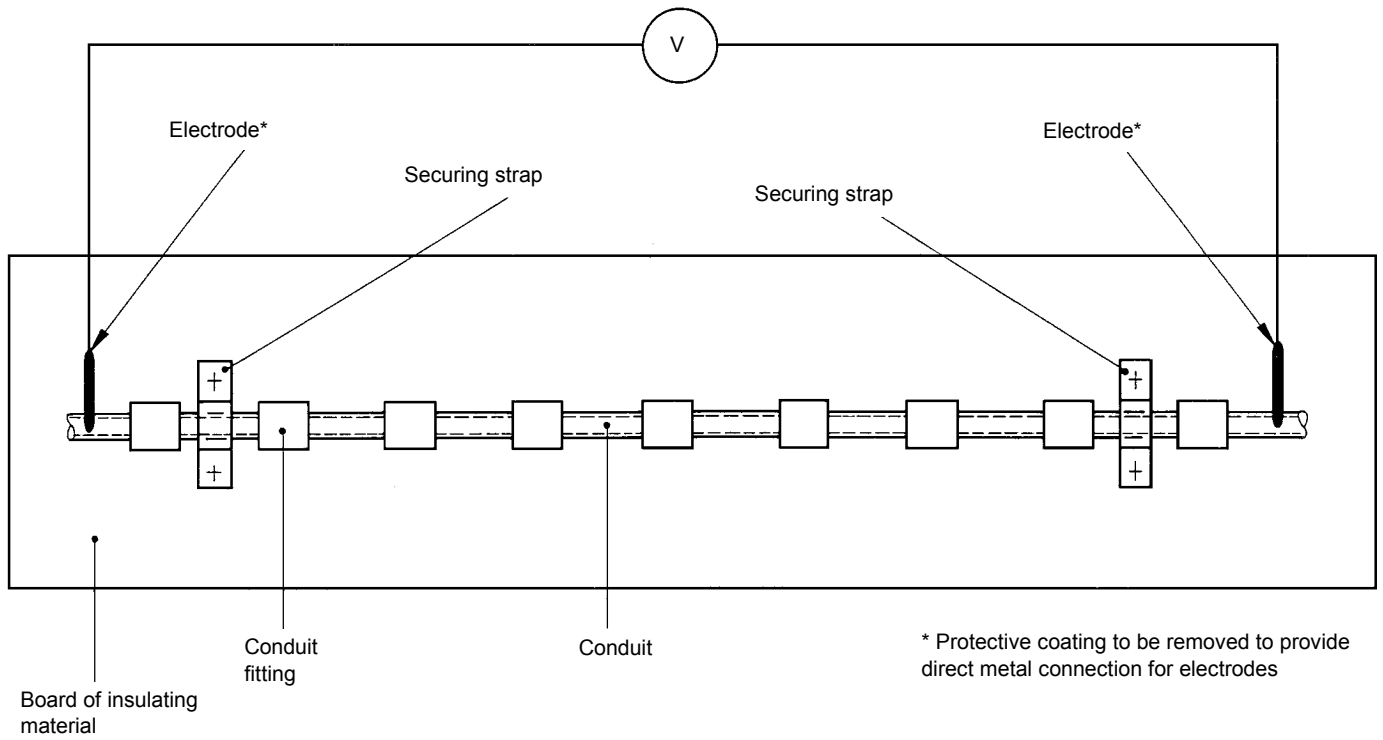 V
Electrode*
Electrode*
Securing strap
Securing strap
Conduit
fitting
Conduit
* Protective coating to be removed to provide
direct metal connection for electrodes
Board of insulating
material